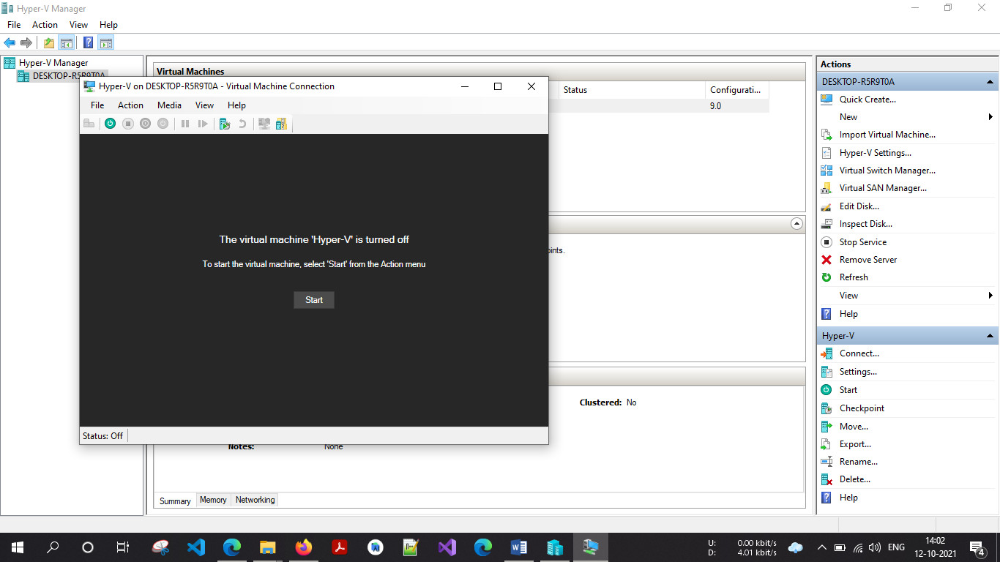 Hyper-V Manager
File Action View Help
Hyper-V Manager
DESKTOP-R5R9T0A
Virtual Machines
Status Configurati...
9.0
Hyper-V on DESKTOP-R5R9T0A - Virtual Machine Connection
File Action Media View Help
The virtual machine 'Hyper-V' is turned off
To start the virtual machine, select 'Start' from the Action menu
Start
Status: Off
Clustered: No
Notes: None
Summary Memory Networking
Actions
DESKTOP-R5R9T0A
Quick Create...
New
Import Virtual Machine...
Hyper-V Settings...
Virtual Switch Manager...
Virtual SAN Manager...
Edit Disk...
Inspect Disk...
Stop Service
Remove Server
Refresh
View
Help
Hyper-V
Connect...
Settings...
Start
Checkpoint
Move...
Export...
Rename...
Delete...
Help
U: 0.00 kbit/s
D: 4.01 kbit/s
ENG
14:02
12-10-2021
4